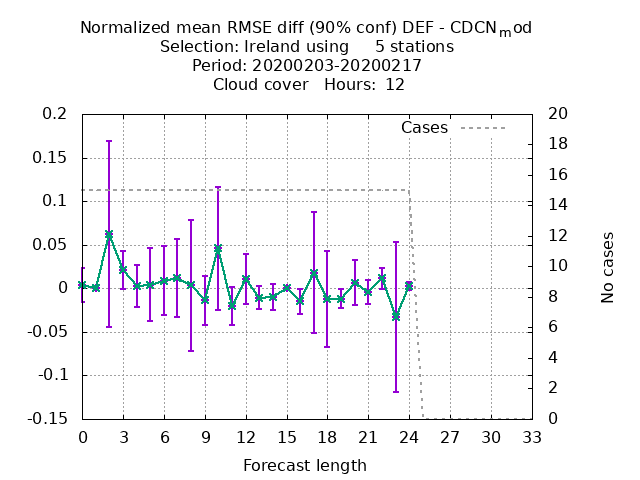 Normalized mean RMSE diff (90% conf) DEF - CDCNmod
Selection: Ireland using 5 stations
Period: 20200203-20200217
Cloud cover Hours: 12
Cases
0.2
0.15
0.1
0.05
0
-0.05
-0.1
-0.15
20
18
16
14
12
10
8
6
4
2
0
No cases
0 3 6 9 12 15 18 21 24 27 30 33
Forecast length